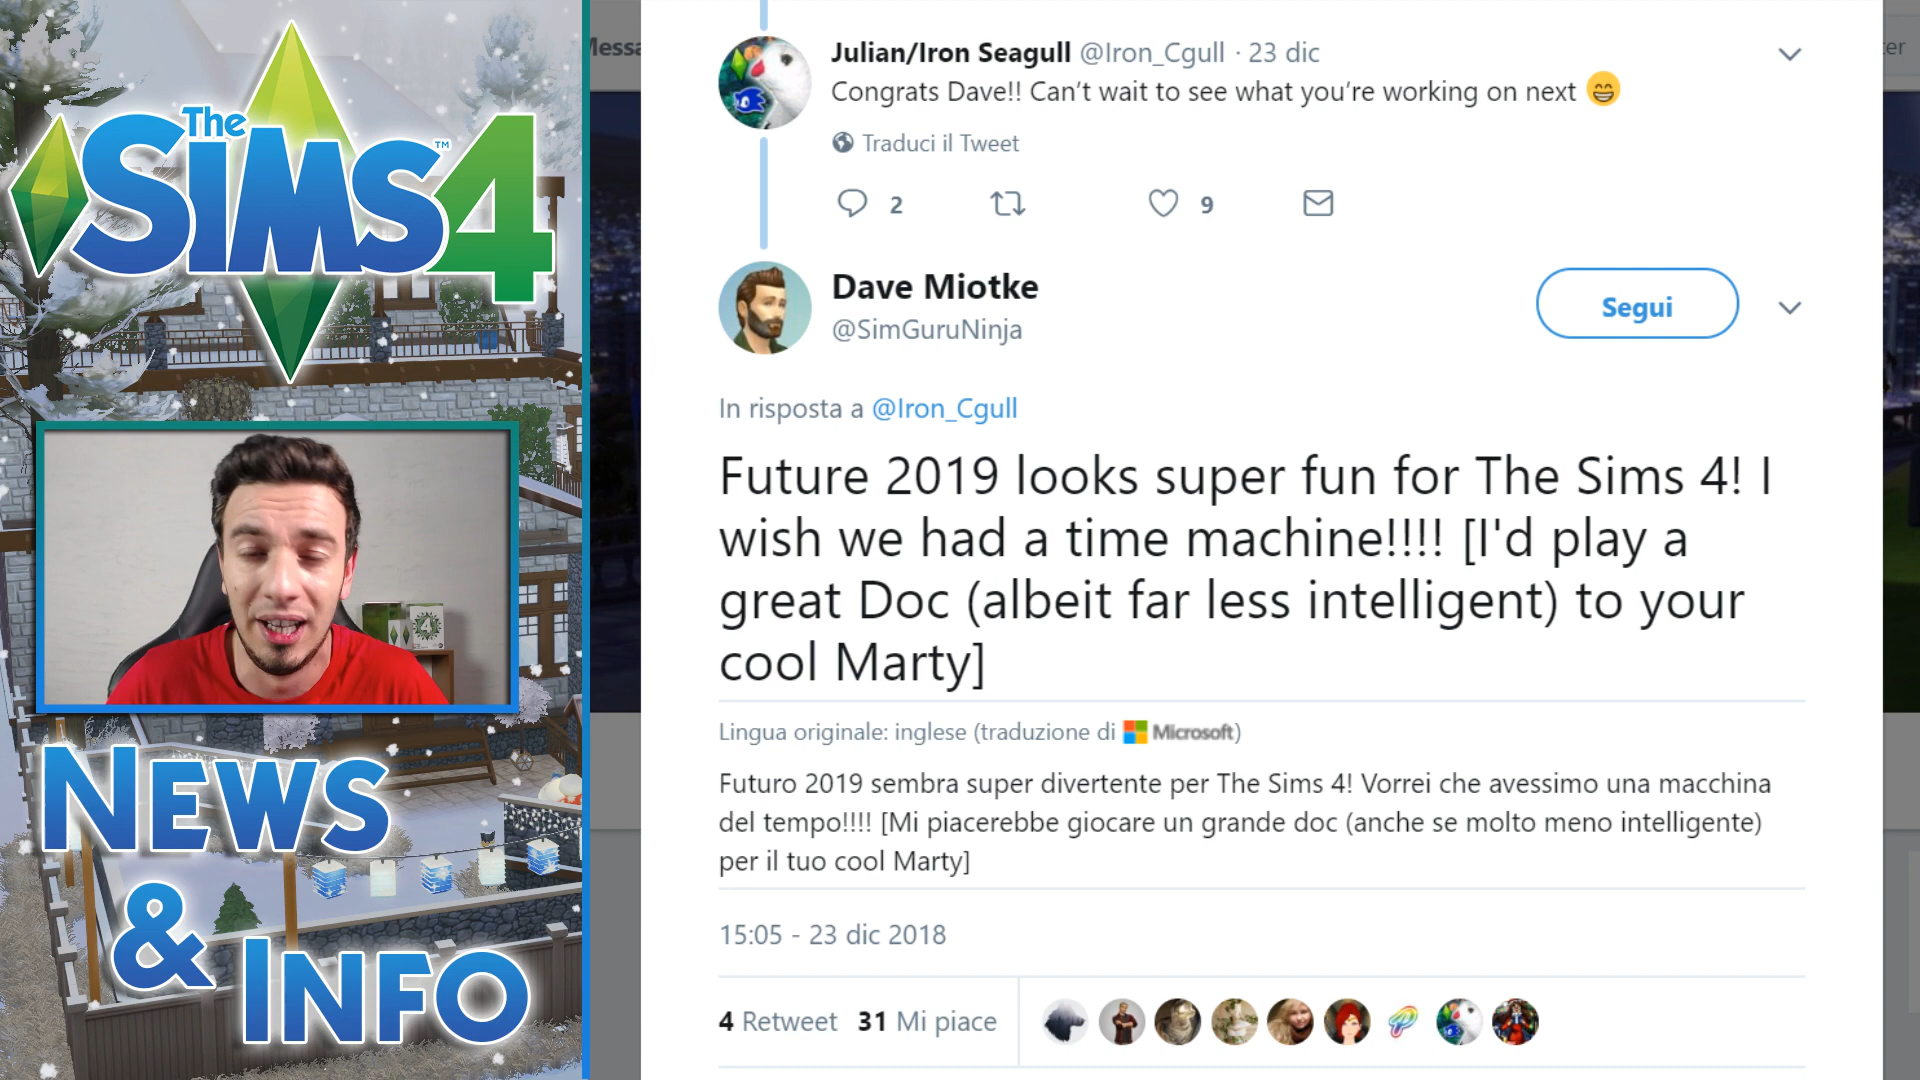 The
SIMS 4
™
NEWS
&
INFO
Messa
er
Julian/Iron Seagull @Iron_Cgull · 23 dic
Congrats Dave!! Can’t wait to see what you’re working on next 😄
Traduci il Tweet
2 9
Dave Miotke
@SimGuruNinja
Segui
In risposta a @Iron_Cgull
Future 2019 looks super fun for The Sims 4! I
wish we had a time machine!!!! [I'd play a
great Doc (albeit far less intelligent) to your
cool Marty]
Lingua originale: inglese (traduzione di Microsoft)
Futuro 2019 sembra super divertente per The Sims 4! Vorrei che avessimo una macchina
del tempo!!!! [Mi piacerebbe giocare un grande doc (anche se molto meno intelligente)
per il tuo cool Marty]
15:05 - 23 dic 2018
4 Retweet 31 Mi piace